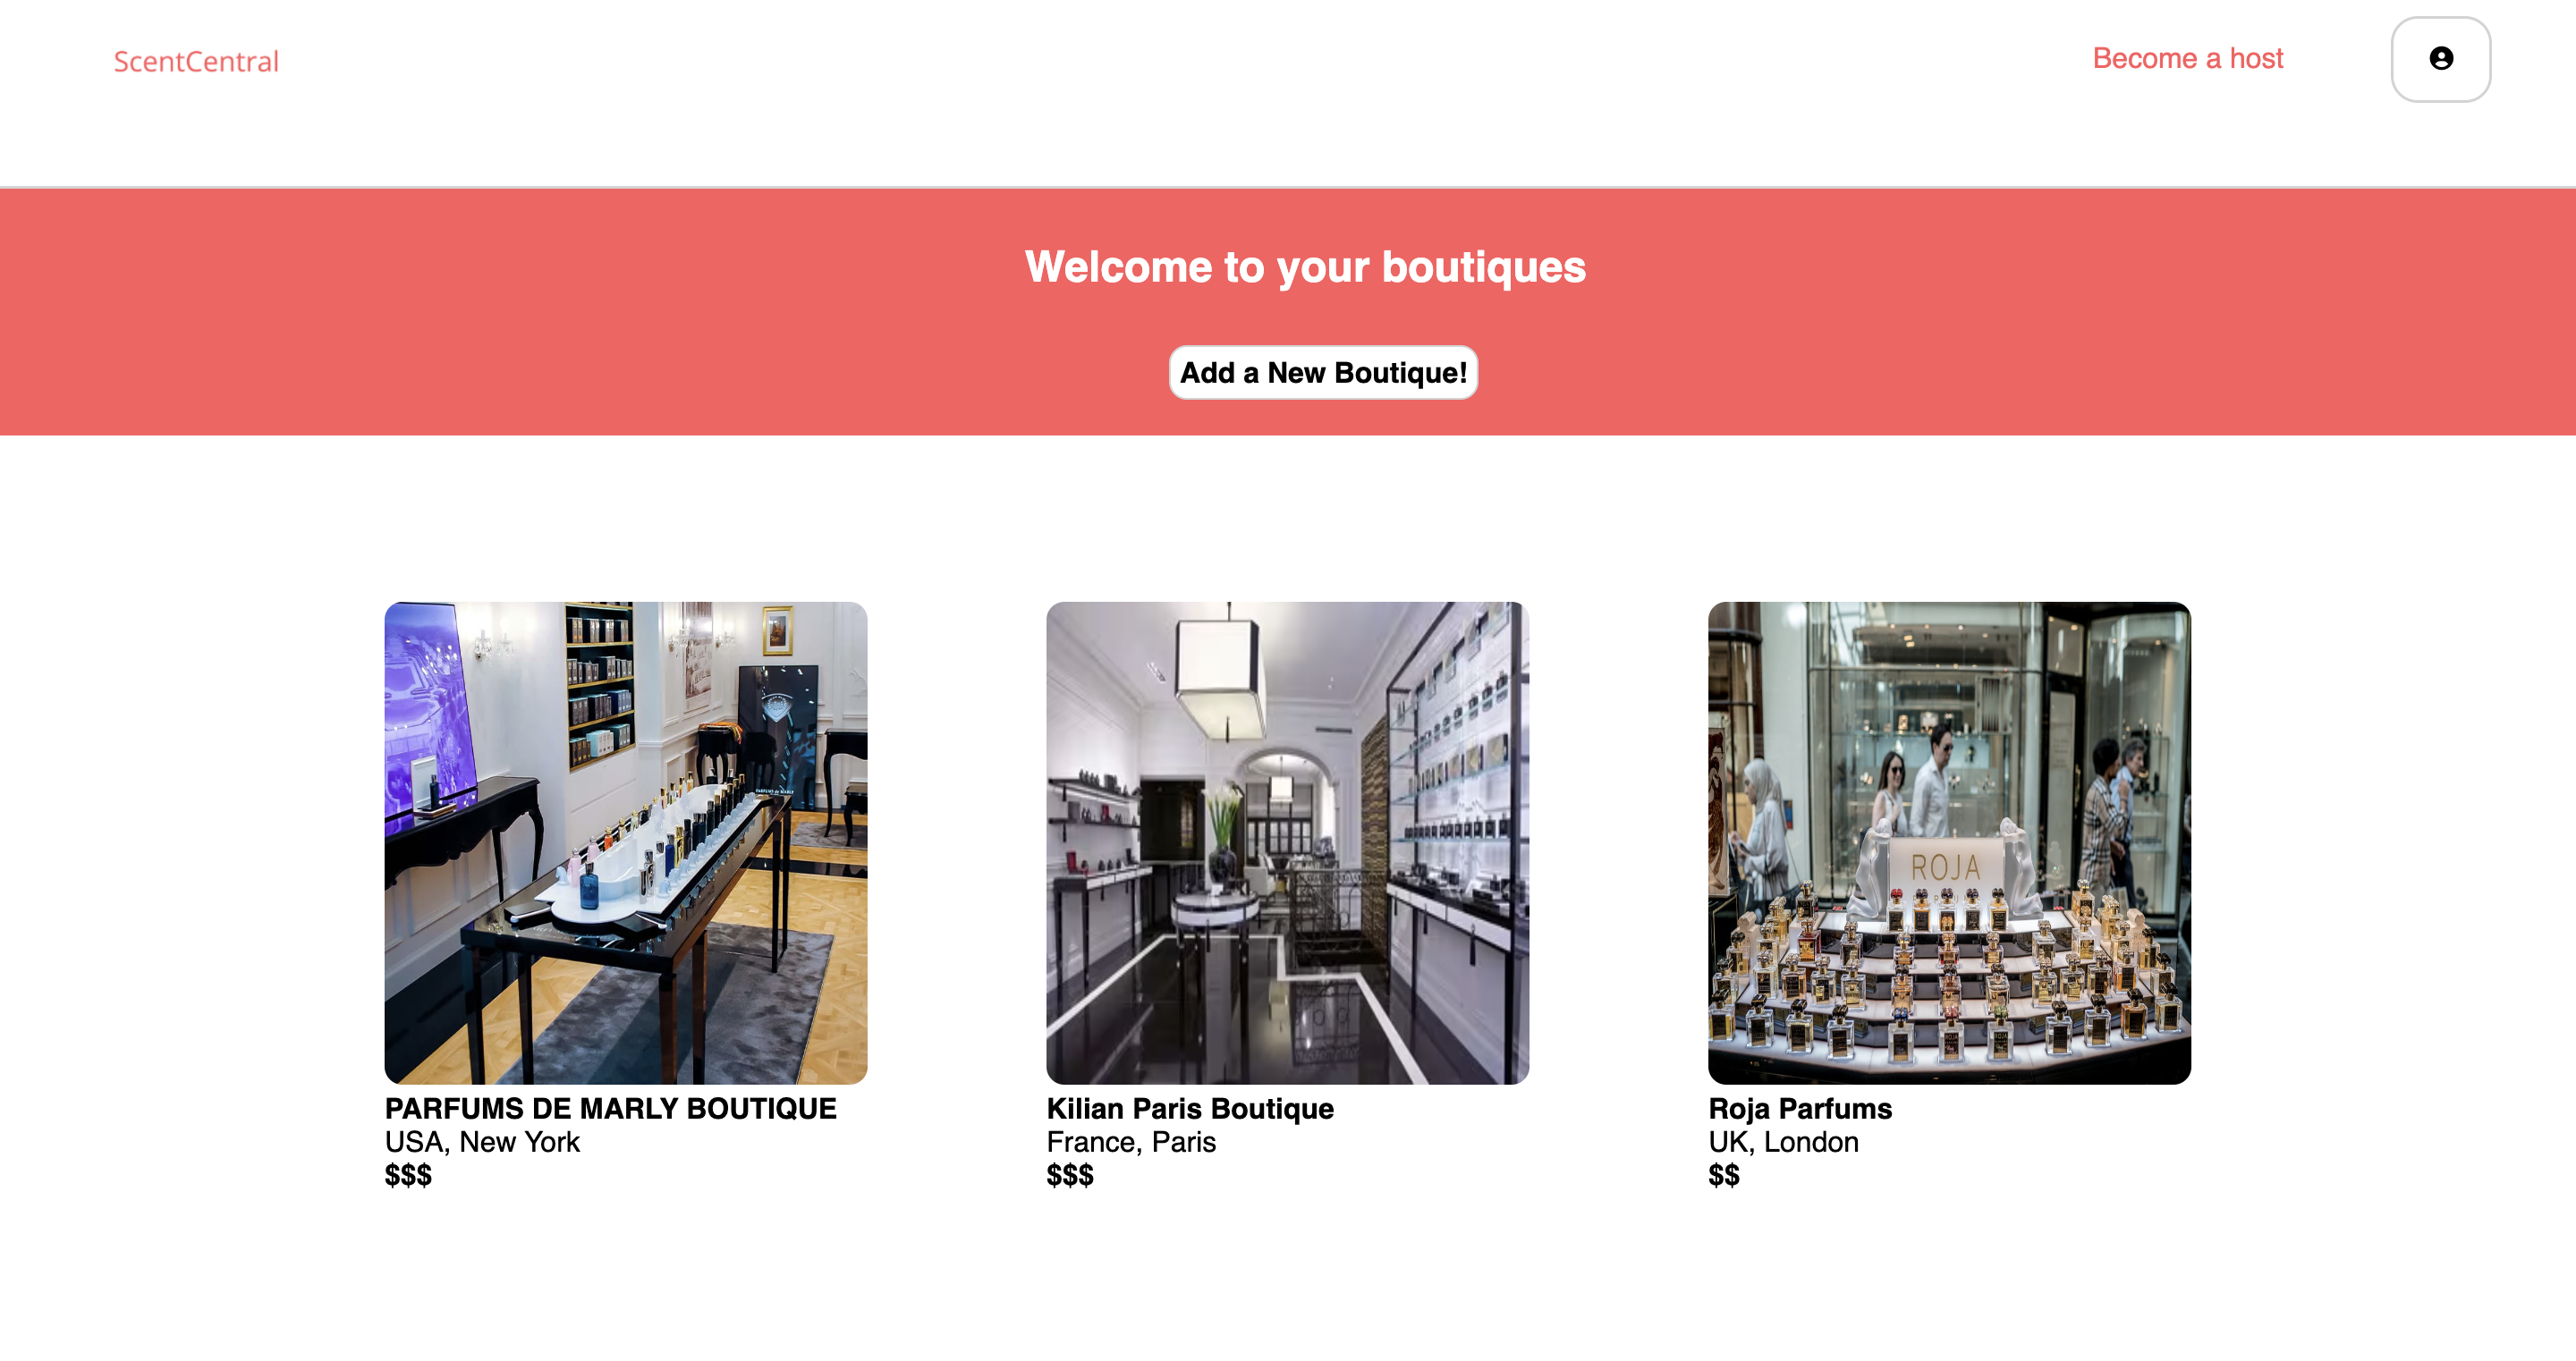 ScentCentral
Become a host
Welcome to your boutiques
Add a New Boutique!
ROJA
PARFUMS DE MARLY BOUTIQUE
USA, New York
$$$
Kilian Paris Boutique
France, Paris
$$$
Roja Parfums
UK, London
$$